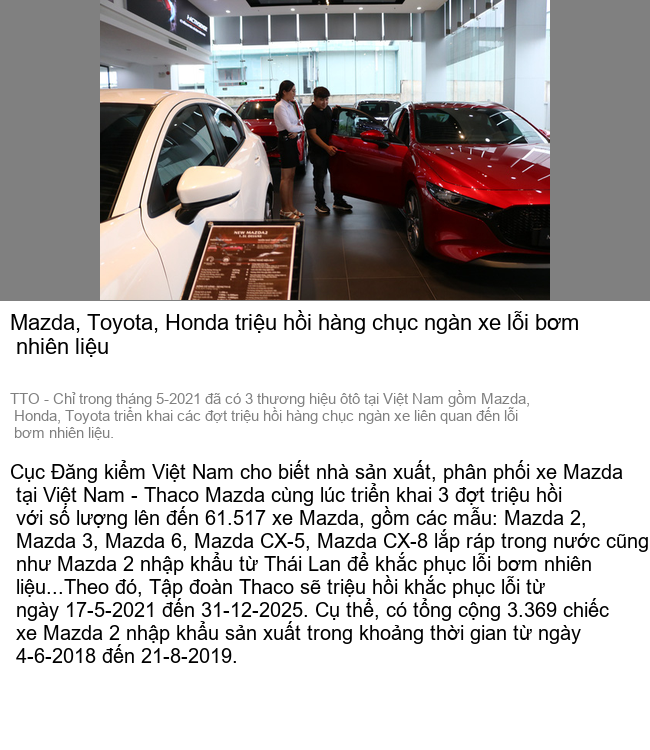 NEW MAZDA2
Mazda, Toyota, Honda triệu hồi hàng chục ngàn xe lỗi bơm
nhiên liệu
TTO - Chỉ trong tháng 5-2021 đã có 3 thương hiệu ôtô tại Việt Nam gồm Mazda,
Honda, Toyota triển khai các đợt triệu hồi hàng chục ngàn xe liên quan đến lỗi
bơm nhiên liệu.
Cục Đăng kiểm Việt Nam cho biết nhà sản xuất, phân phối xe Mazda
tại Việt Nam - Thaco Mazda cùng lúc triển khai 3 đợt triệu hồi
với số lượng lên đến 61.517 xe Mazda, gồm các mẫu: Mazda 2,
Mazda 3, Mazda 6, Mazda CX-5, Mazda CX-8 lắp ráp trong nước cũng
như Mazda 2 nhập khẩu từ Thái Lan để khắc phục lỗi bơm nhiên
liệu...Theo đó, Tập đoàn Thaco sẽ triệu hồi khắc phục lỗi từ
ngày 17-5-2021 đến 31-12-2025. Cụ thể, có tổng cộng 3.369 chiếc
xe Mazda 2 nhập khẩu sản xuất trong khoảng thời gian từ ngày
4-6-2018 đến 21-8-2019.